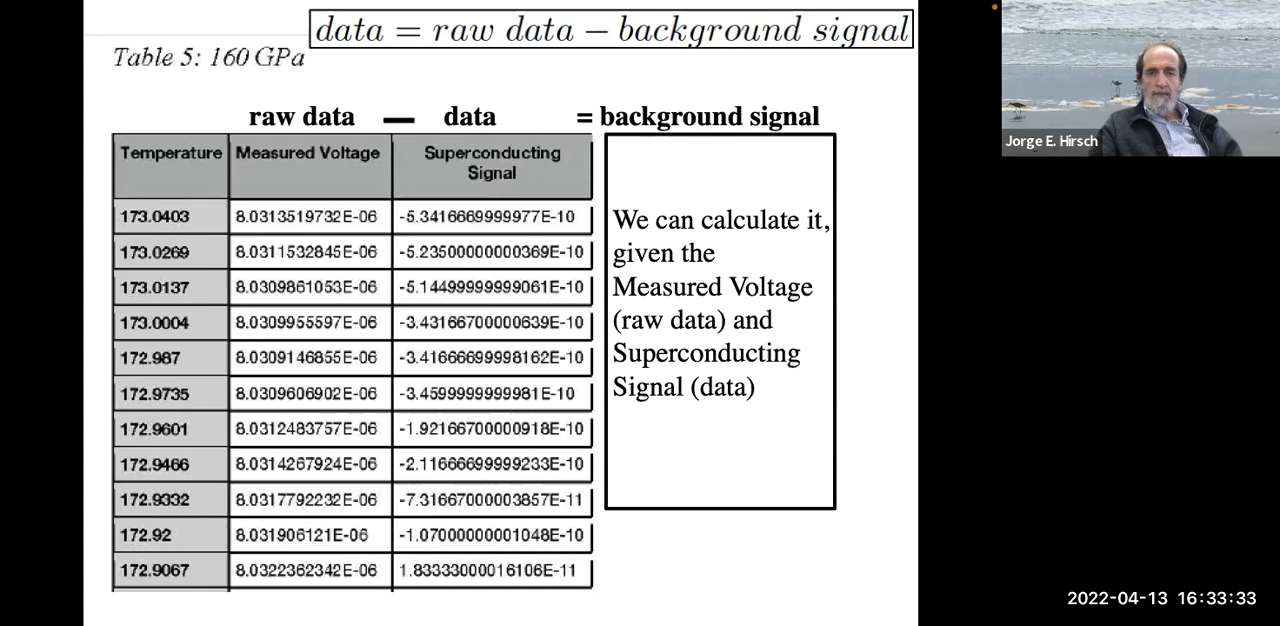 data = raw data − background signal
Table 5: 160 GPa
raw data — data = background signal
Temperature Measured Voltage Superconducting Signal
173.0403 8.0313519732E-06 -5.3416669999977E-10
173.0269 8.0311532845E-06 -5.23500000000369E-10
173.0137 8.0309861053E-06 -5.14499999999061E-10
173.0004 8.0309955597E-06 -3.43166700000639E-10
172.987 8.0309146855E-06 -3.41666699998162E-10
172.9735 8.0309606902E-06 -3.4599999999981E-10
172.9601 8.0312483757E-06 -1.92166700000918E-10
172.9466 8.0314267924E-06 -2.11666699999233E-10
172.9332 8.0317792232E-06 -7.31667000003857E-11
172.92 8.031906121E-06 -1.07000000001048E-10
172.9067 8.0322362342E-06 1.83333000016106E-11
We can calculate it,
given the
Measured Voltage
(raw data) and
Superconducting
Signal (data)
Jorge E. Hirsch
2022-04-13 16:33:33